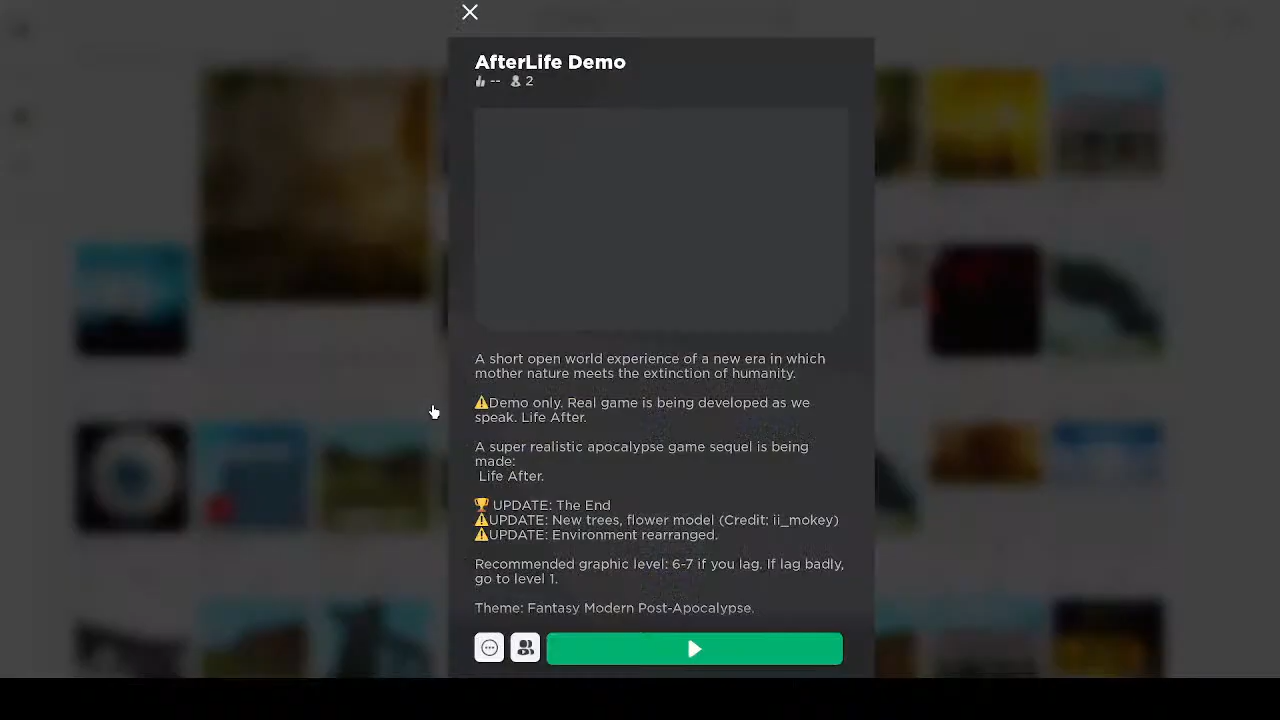 AfterLife Demo
-- 2
A short open world experience of a new era in which
mother nature meets the extinction of humanity.
⚠️Demo only. Real game is being developed as we
speak. Life After.
A super realistic apocalypse game sequel is being
made:
Life After.
🏆 UPDATE: The End
⚠️UPDATE: New trees, flower model (Credit: ii_mokey)
⚠️UPDATE: Environment rearranged.
Recommended graphic level: 6-7 if you lag. If lag badly,
go to level 1.
Theme: Fantasy Modern Post-Apocalypse.